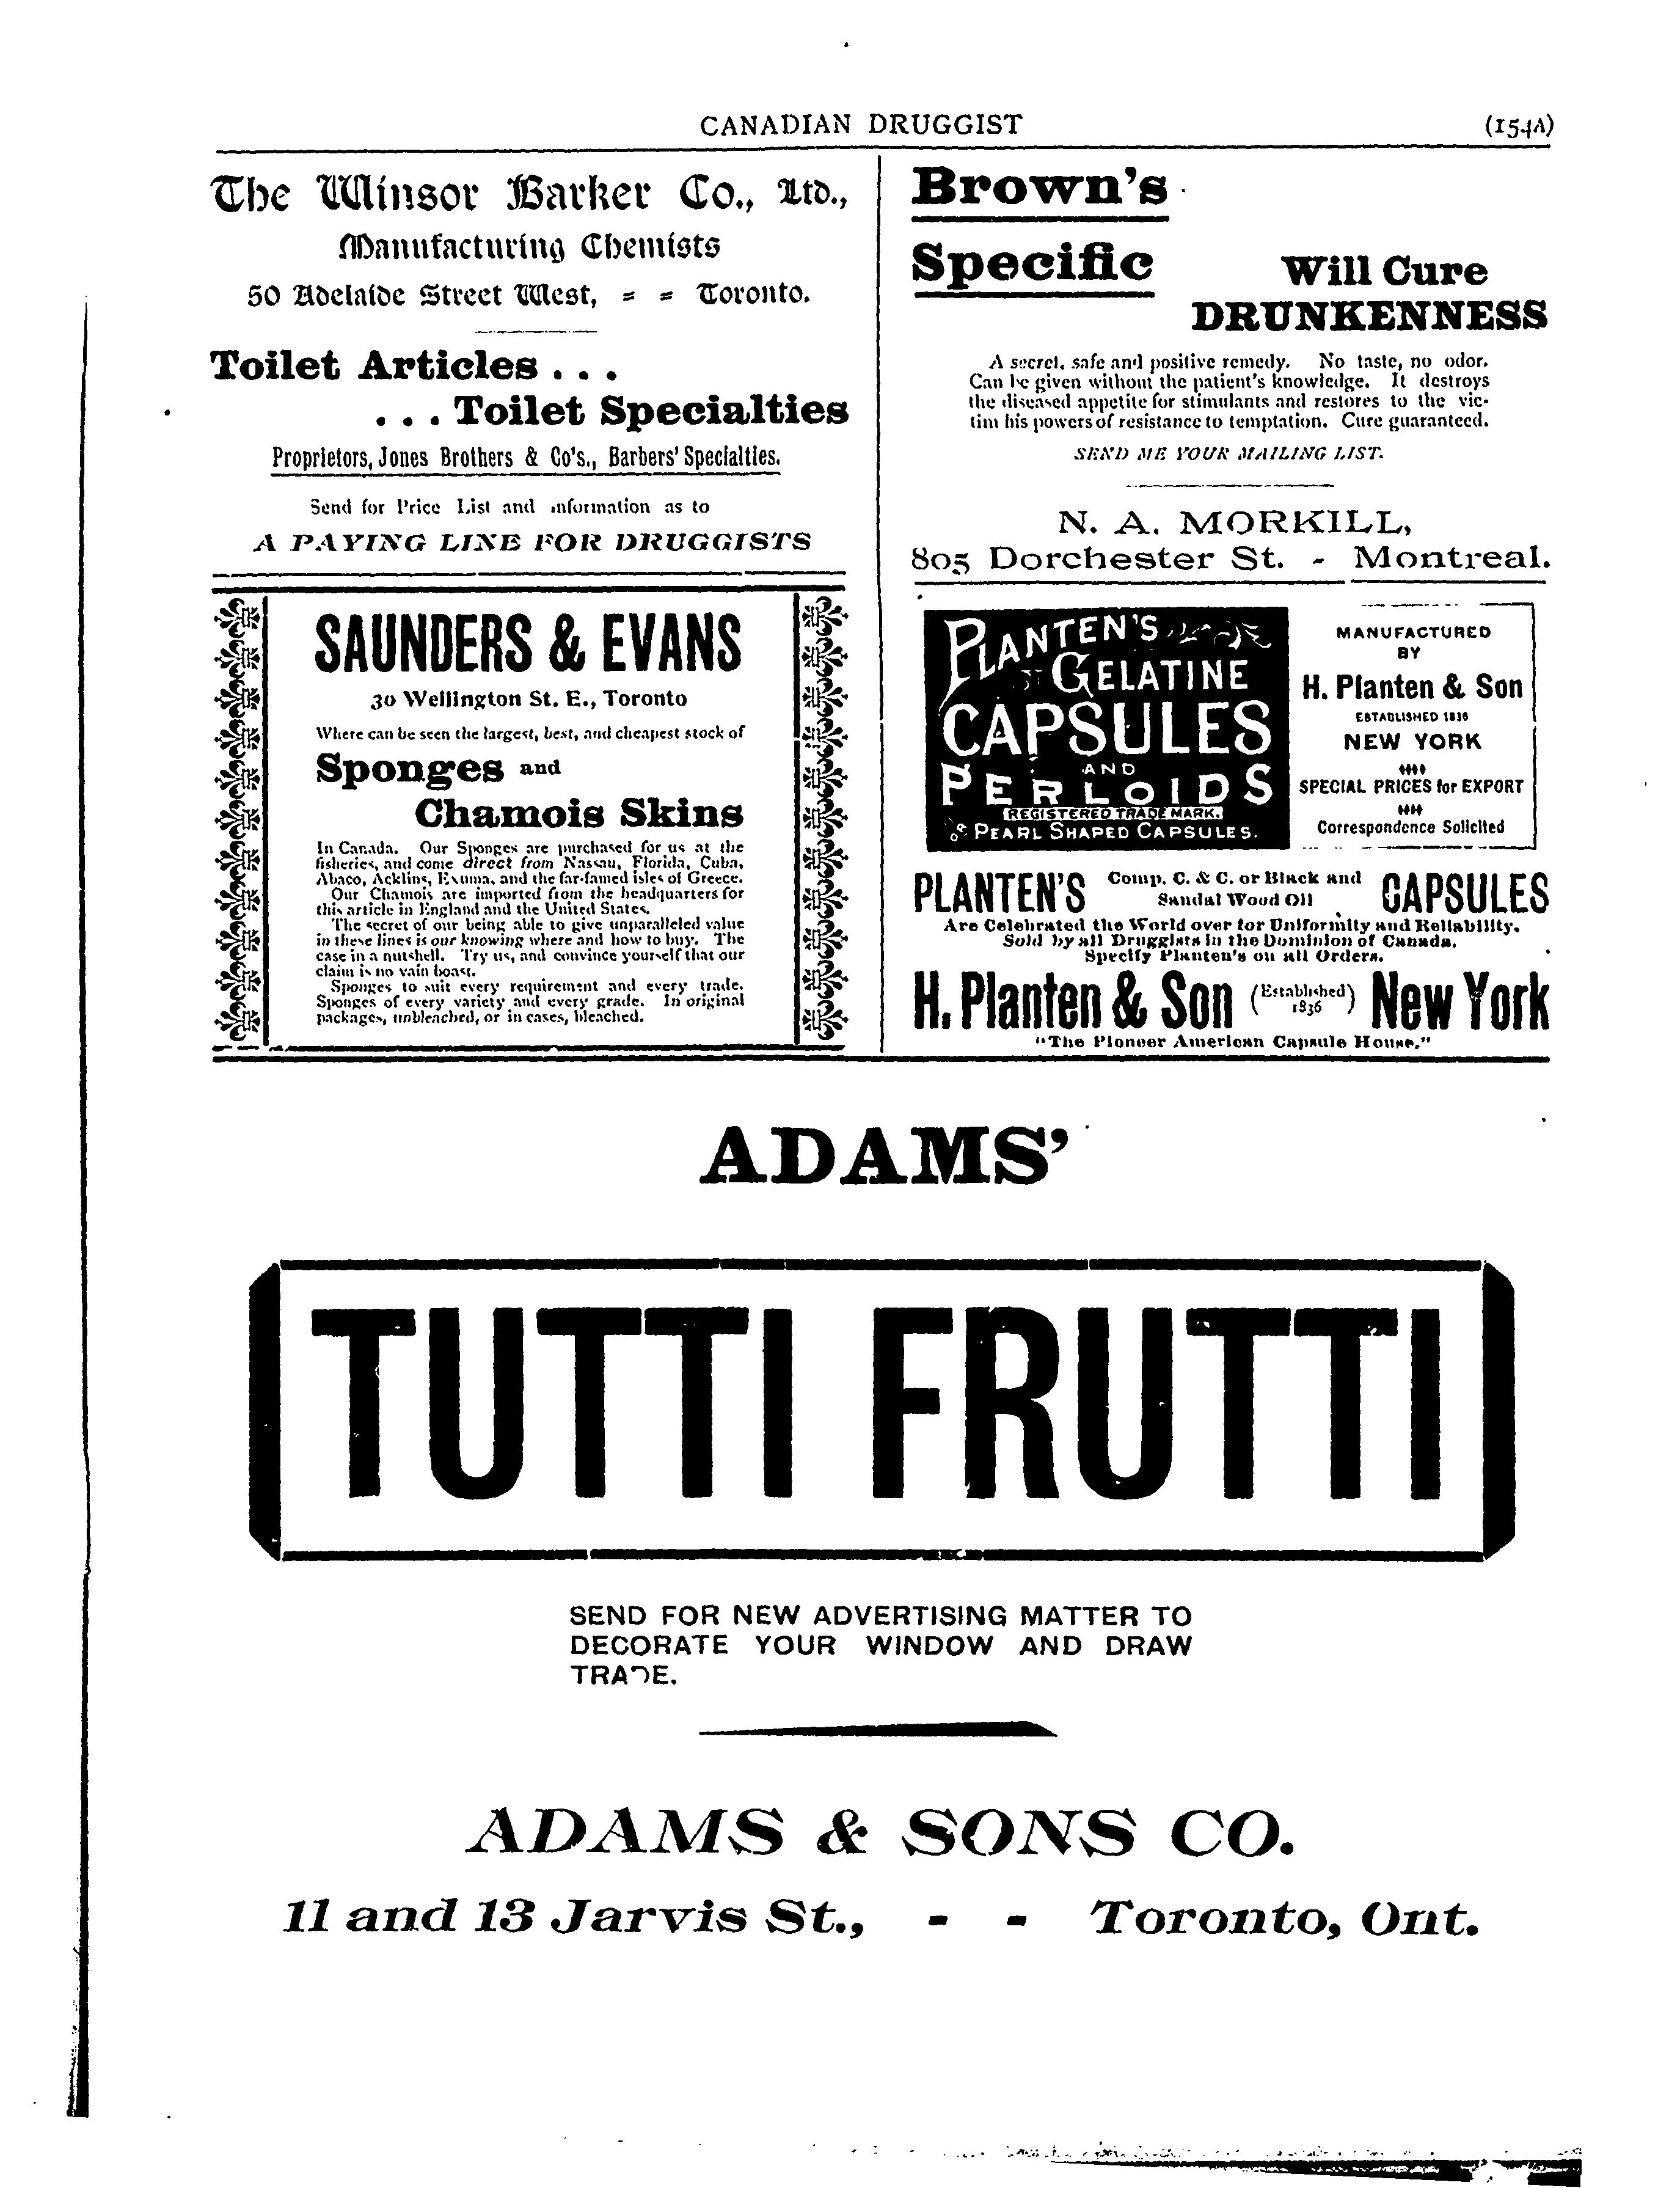 CANADIAN DRUGGIST (154A)
The Winsor Barker Co., Ltd.,
Manufacturing Chemists
50 Adelaide Street West, - - Toronto.
Toilet Articles . . .
. . . Toilet Specialties
Proprietors, Jones Brothers & Co's., Barbers' Specialties.
Send for Price List and information as to
A PAYING LINE FOR DRUGGISTS
SAUNDERS & EVANS
30 Wellington St. E., Toronto
Where can be seen the largest, best, and cheapest stock of
Sponges and
Chamois Skins
In Canada. Our Sponges are purchased for us at the
fisheries, and come direct from Nassau, Florida, Cuba,
Abaco, Acklins, Exuma, and the far-famed isles of Greece.
Our Chamois are imported from the headquarters for
this article in England and the United States.
The secret of our being able to give unparalleled value
in these lines is our knowing where and how to buy. The
case in a nutshell. Try us, and convince yourself that our
claim is no vain boast.
Sponges to suit every requirement and every trade.
Sponges of every variety and every grade. In original
packages, unbleached, or in cases, bleached.
Brown's
Specific Will Cure
DRUNKENNESS
A secret, safe and positive remedy. No taste, no odor.
Can be given without the patient's knowledge. It destroys
the diseased appetite for stimulants and restores to the vic-
tim his powers of resistance to temptation. Cure guaranteed.
SEND ME YOUR MAILING LIST.
N. A. MORKILL,
805 Dorchester St. - Montreal.
PLANTEN'S
GELATINE
CAPSULES
AND
PERLOIDS
REGISTERED TRADE MARK.
OR PEARL SHAPED CAPSULES.
MANUFACTURED
BY
H. Planten & Son
ESTABLISHED 1836
NEW YORK
SPECIAL PRICES for EXPORT
Correspondence Solicited
PLANTEN'S Comp. C. & C. or Black and Sandal Wood Oil CAPSULES
Are Celebrated the World over for Uniformity and Reliability.
Sold by all Druggists in the Dominion of Canada.
Specify Planten's on all Orders.
H. Planten & Son (Established 1836) New York
"The Pioneer American Capsule House."
ADAMS'
TUTTI FRUTTI
SEND FOR NEW ADVERTISING MATTER TO
DECORATE YOUR WINDOW AND DRAW
TRADE.
ADAMS & SONS CO.
11 and 13 Jarvis St., - - Toronto, Ont.